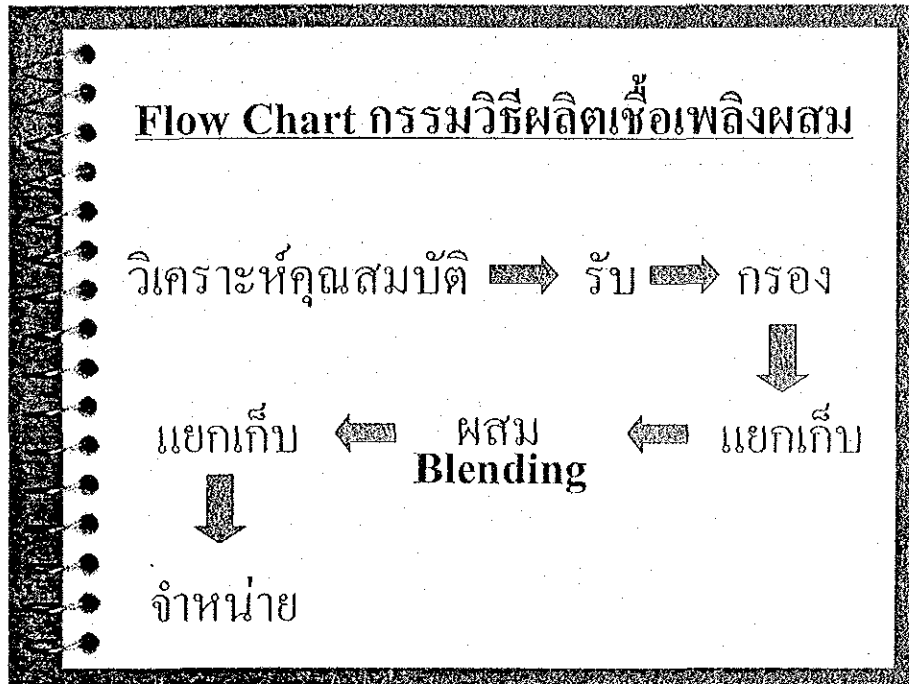 Flow Chart กรรมวิธีผลิตเชื้อเพลิงผสม
วิเคราะห์คุณสมบัติ รับ กรอง
แยกเก็บ ผสม แยกเก็บ
Blending
จำหน่าย